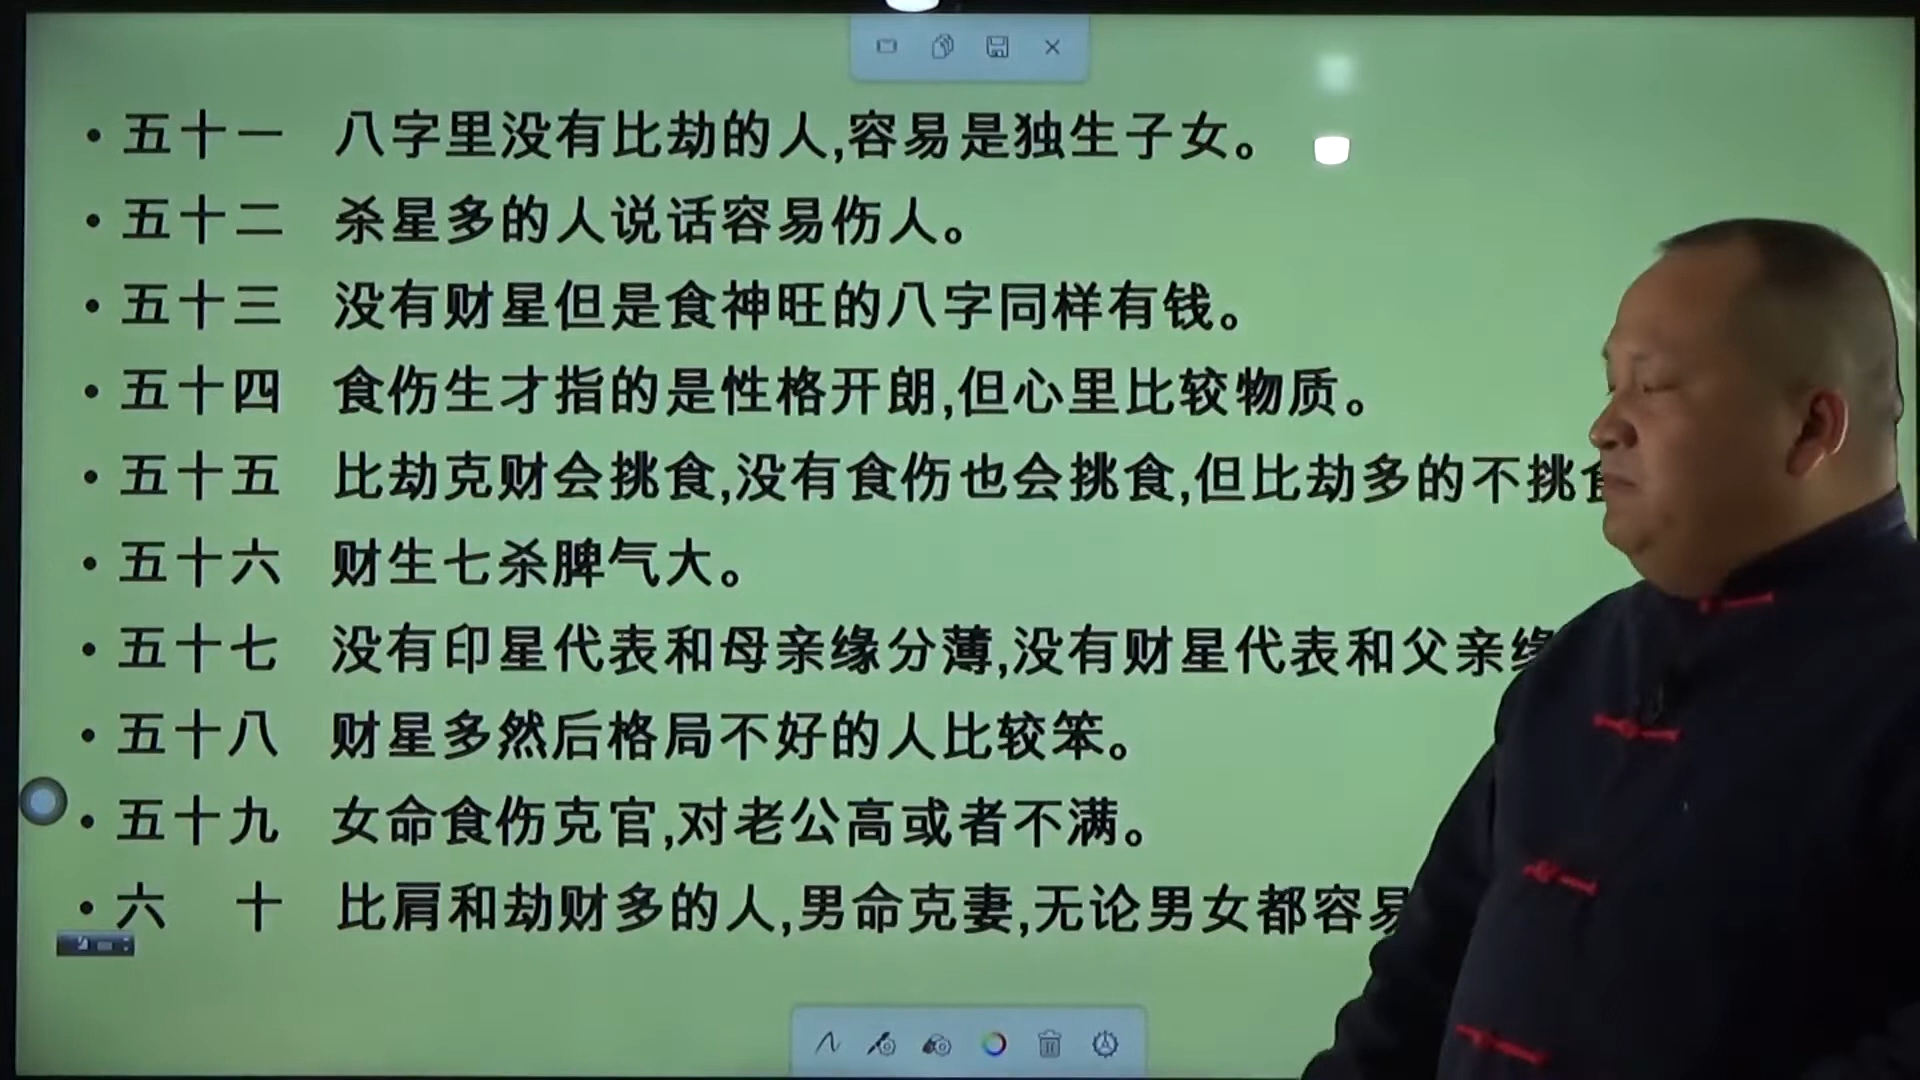 • 五十一 八字里没有比劫的人,容易是独生子女。
• 五十二 杀星多的人说话容易伤人。
• 五十三 没有财星但是食神旺的八字同样有钱。
• 五十四 食伤生才指的是性格开朗,但心里比较物质。
• 五十五 比劫克财会挑食,没有食伤也会挑食,但比劫多的不挑食
• 五十六 财生七杀脾气大。
• 五十七 没有印星代表和母亲缘分薄,没有财星代表和父亲缘
• 五十八 财星多然后格局不好的人比较笨。
• 五十九 女命食伤克官,对老公高或者不满。
• 六 十 比肩和劫财多的人,男命克妻,无论男女都容易